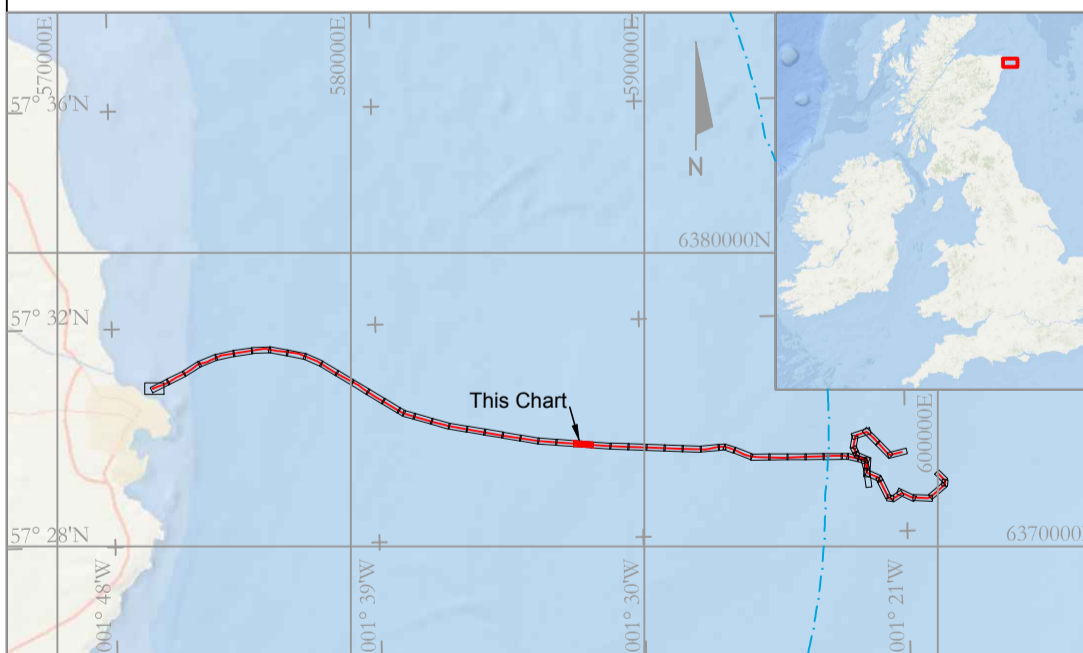 570000E
580000E
590000E
57° 36'N
N
6380000N
57° 32'N
This Chart
600000E
57° 28'N
6370000
001° 48'W
001° 39'W
001° 30'W
001° 21'W